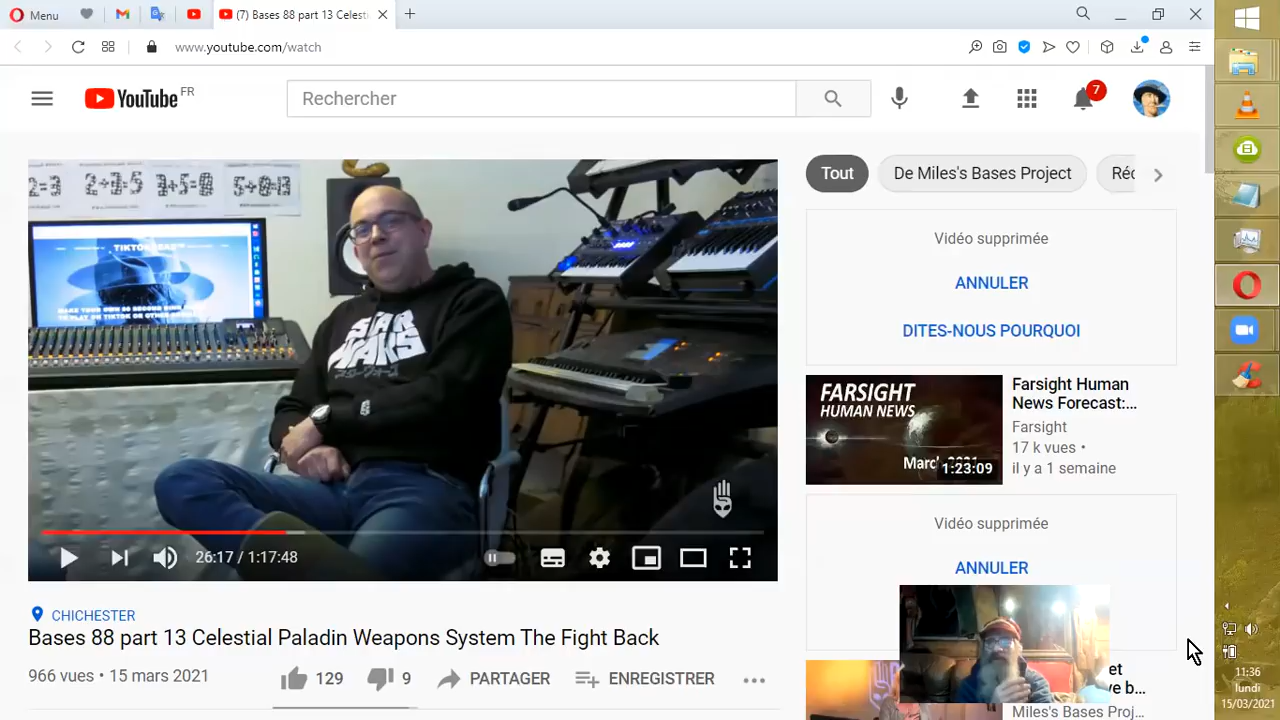 Menu
(7) Bases 88 part 13 Celesti
www.youtube.com/watch
YouTube FR
Rechercher
7
2=3 2+3=5 3+5=8 5+8=13
Tout
De Miles's Bases Project
Réc
Vidéo supprimée
ANNULER
DITES-NOUS POURQUOI
STAR
WARS
FARSIGHT
HUMAN NEWS
1:23:09
Farsight Human
News Forecast:...
Farsight
17 k vues •
il y a 1 semaine
Vidéo supprimée
ANNULER
26:17 / 1:17:48
CHICHESTER
Bases 88 part 13 Celestial Paladin Weapons System The Fight Back
966 vues • 15 mars 2021
129
9
PARTAGER
ENREGISTRER
et
ve b...
Miles's Bases Proj...
11:36
lundi
15/03/2021